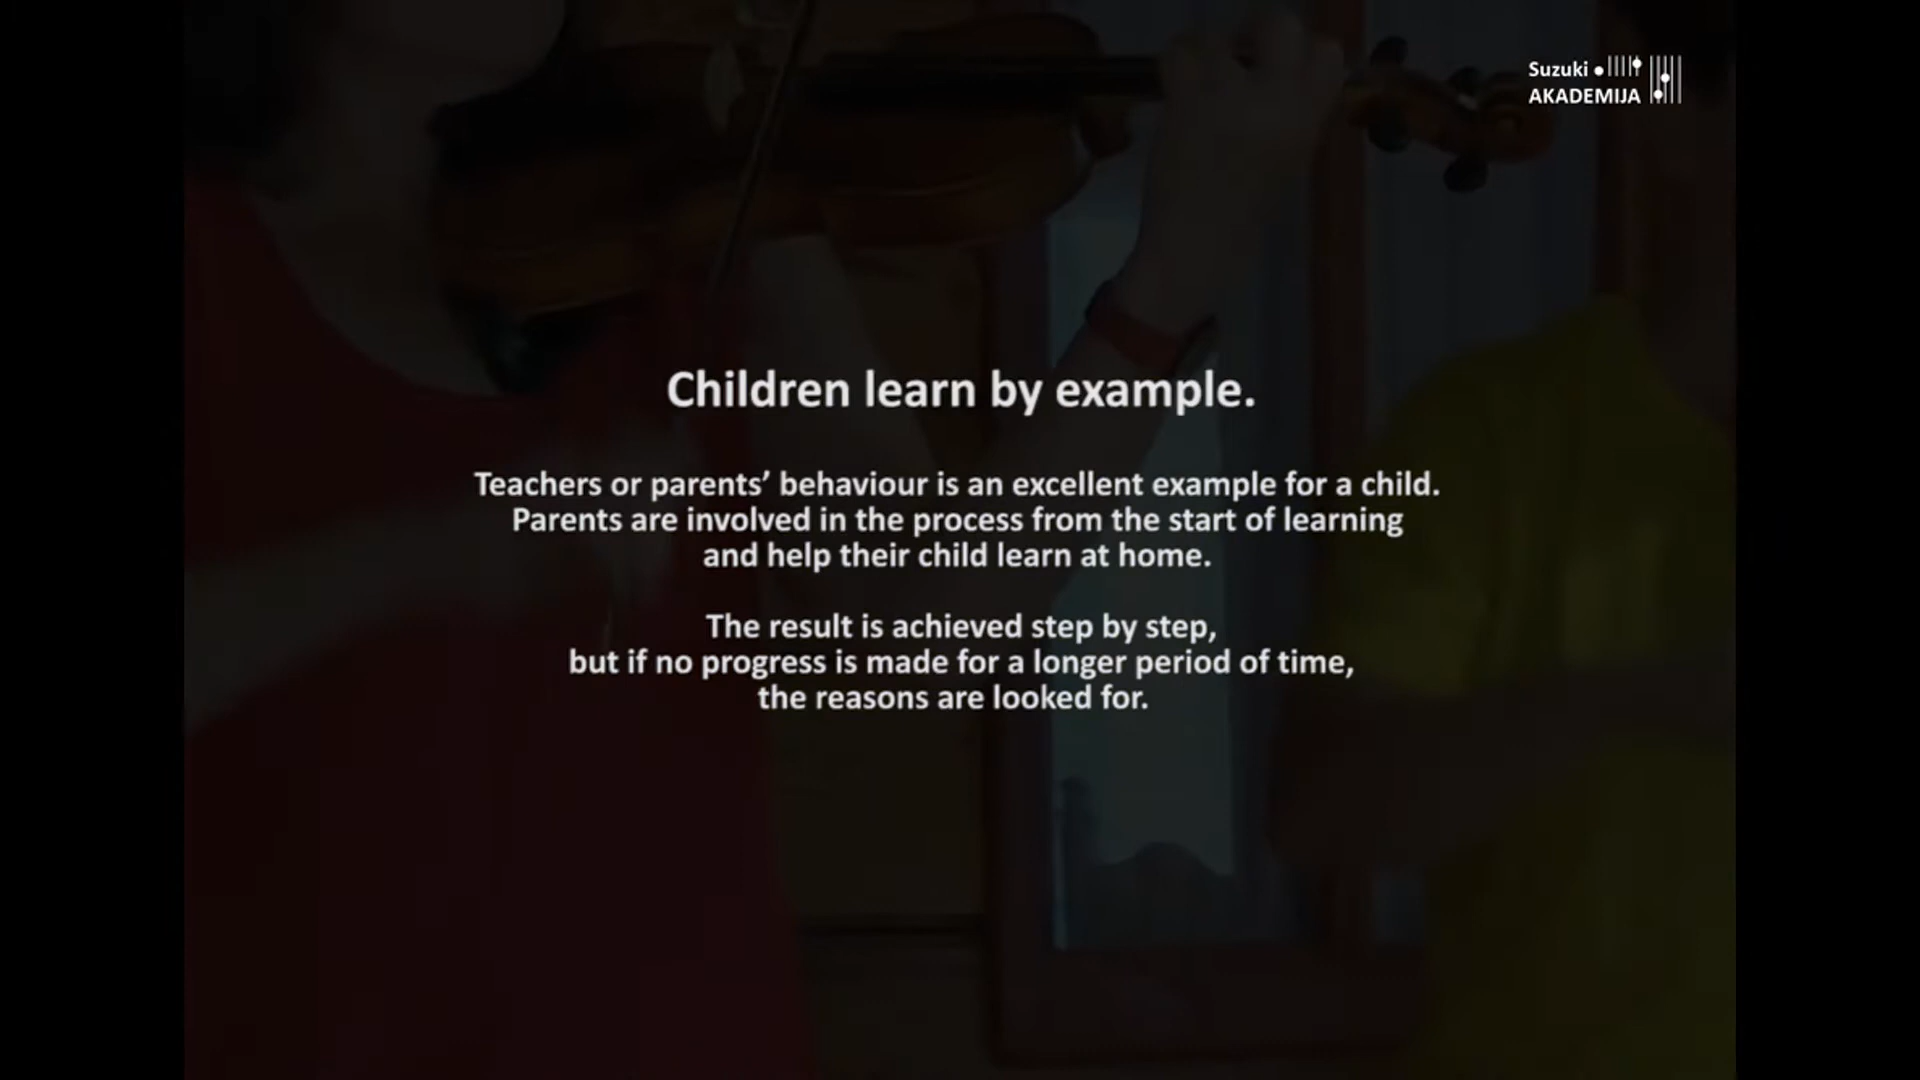 Suzuki
AKADEMIJA
Children learn by example.
Teachers or parents’ behaviour is an excellent example for a child.
Parents are involved in the process from the start of learning
and help their child learn at home.
The result is achieved step by step,
but if no progress is made for a longer period of time,
the reasons are looked for.